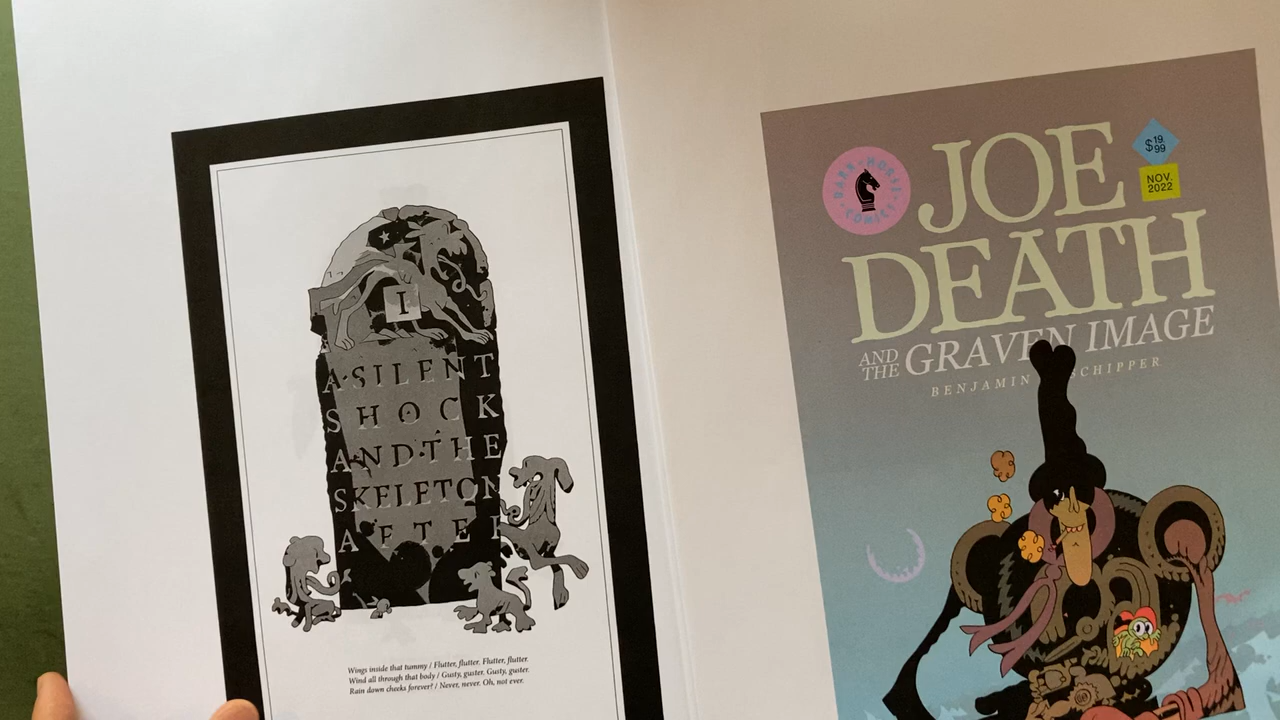 I
A·SILENT
SHOCK
AND·THE
SKELETON
AFTER
Wings inside that tummy / Flutter, flutter. Flutter, flutter.
Wind all through that body / Gusty, guster. Gusty, guster.
Rain down cheeks forever? / Never, never. Oh, not ever.
DARK·HORSE
·COMICS·
JOE
$19.99
NOV.
2022
DEATH
AND
THE GRAVEN IMAGE
BENJAMIN SCHIPPER